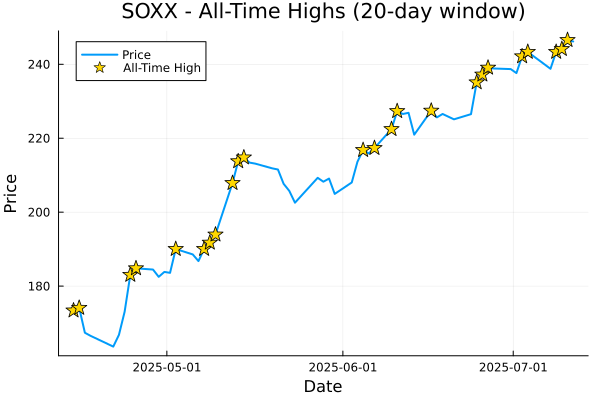 SOXX - All-Time Highs (20-day window)
Price
All-Time High
240
220
200
180
Price
2025-05-01
2025-06-01
2025-07-01
Date